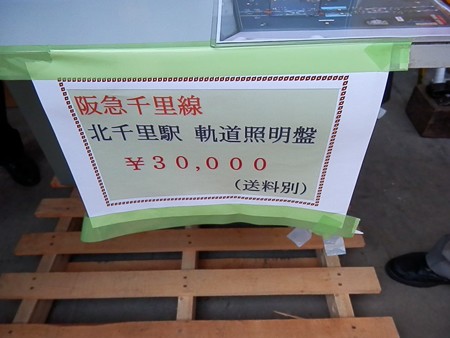 阪急千里線
北千里駅 軌道照明盤
￥３０,０００
(送料別)